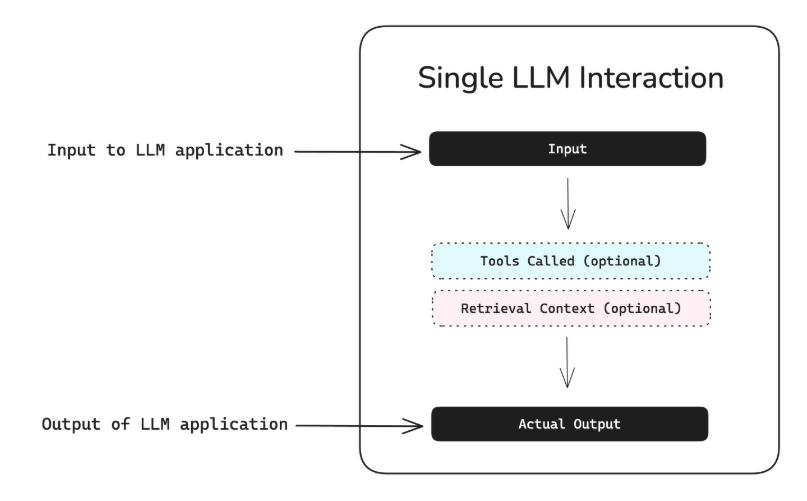 Single LLM Interaction
Input to LLM application
Input
Tools Called (optional)
Retrieval Context (optional)
Output of LLM application
Actual Output